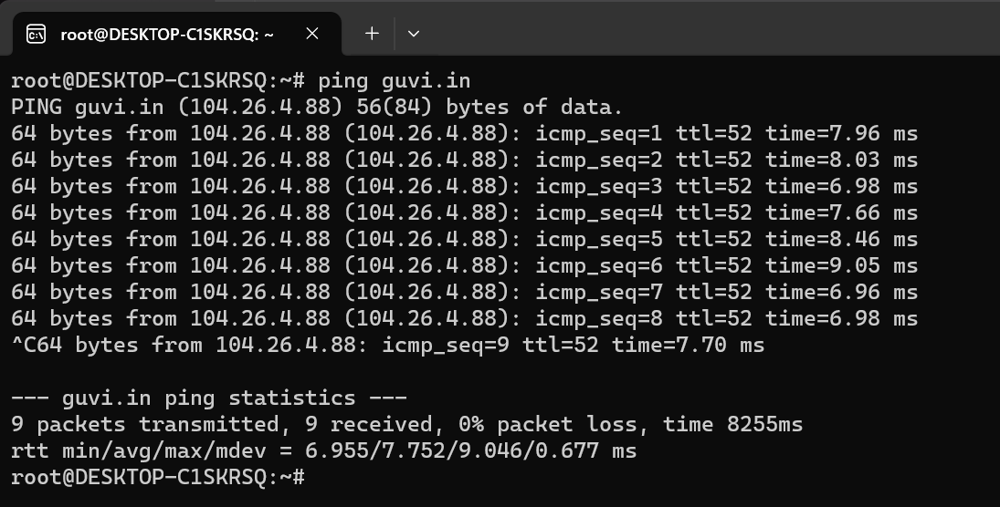 root@DESKTOP-C1SKRSQ: ~
root@DESKTOP-C1SKRSQ:~# ping guvi.in
PING guvi.in (104.26.4.88) 56(84) bytes of data.
64 bytes from 104.26.4.88 (104.26.4.88): icmp_seq=1 ttl=52 time=7.96 ms
64 bytes from 104.26.4.88 (104.26.4.88): icmp_seq=2 ttl=52 time=8.03 ms
64 bytes from 104.26.4.88 (104.26.4.88): icmp_seq=3 ttl=52 time=6.98 ms
64 bytes from 104.26.4.88 (104.26.4.88): icmp_seq=4 ttl=52 time=7.66 ms
64 bytes from 104.26.4.88 (104.26.4.88): icmp_seq=5 ttl=52 time=8.46 ms
64 bytes from 104.26.4.88 (104.26.4.88): icmp_seq=6 ttl=52 time=9.05 ms
64 bytes from 104.26.4.88 (104.26.4.88): icmp_seq=7 ttl=52 time=6.96 ms
64 bytes from 104.26.4.88 (104.26.4.88): icmp_seq=8 ttl=52 time=6.98 ms
^C64 bytes from 104.26.4.88: icmp_seq=9 ttl=52 time=7.70 ms
--- guvi.in ping statistics ---
9 packets transmitted, 9 received, 0% packet loss, time 8255ms
rtt min/avg/max/mdev = 6.955/7.752/9.046/0.677 ms
root@DESKTOP-C1SKRSQ:~#